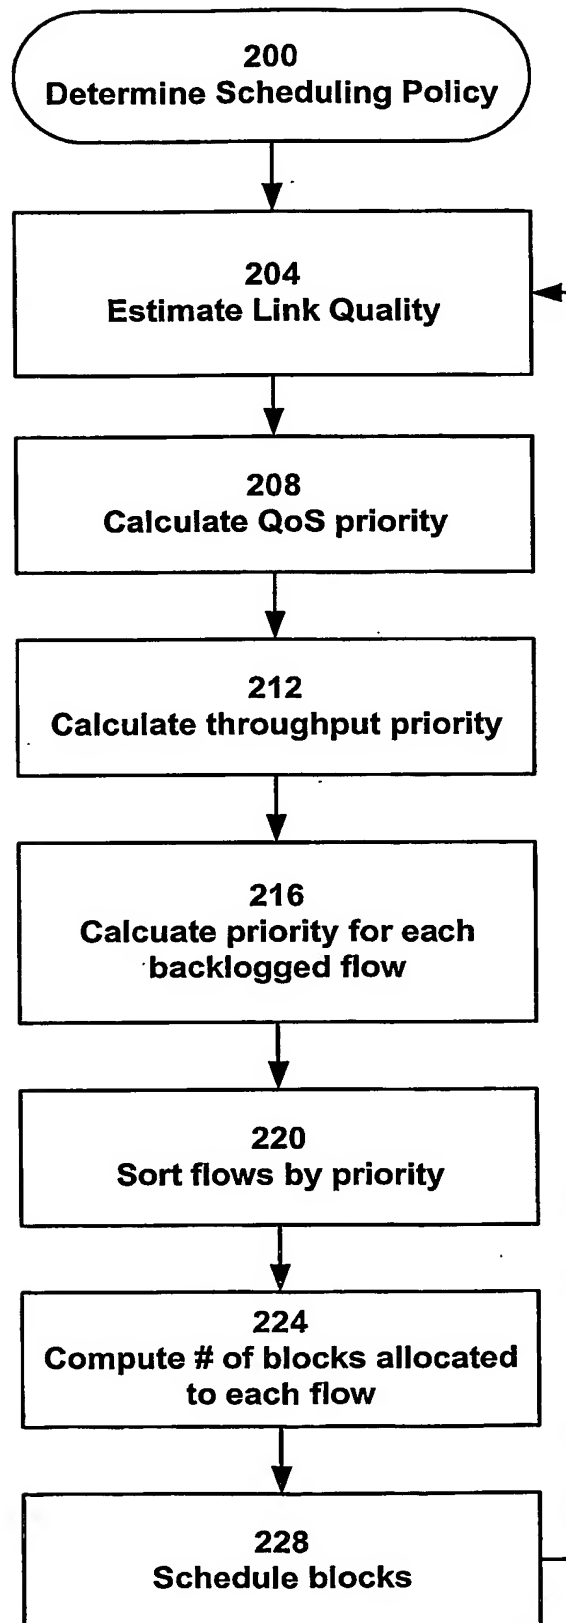 200
Determine Scheduling Policy
204
Estimate Link Quality
208
Calculate QoS priority
212
Calculate throughput priority
216
Calcuate priority for each
backlogged flow
220
Sort flows by priority
224
Compute # of blocks allocated
to each flow
228
Schedule blocks